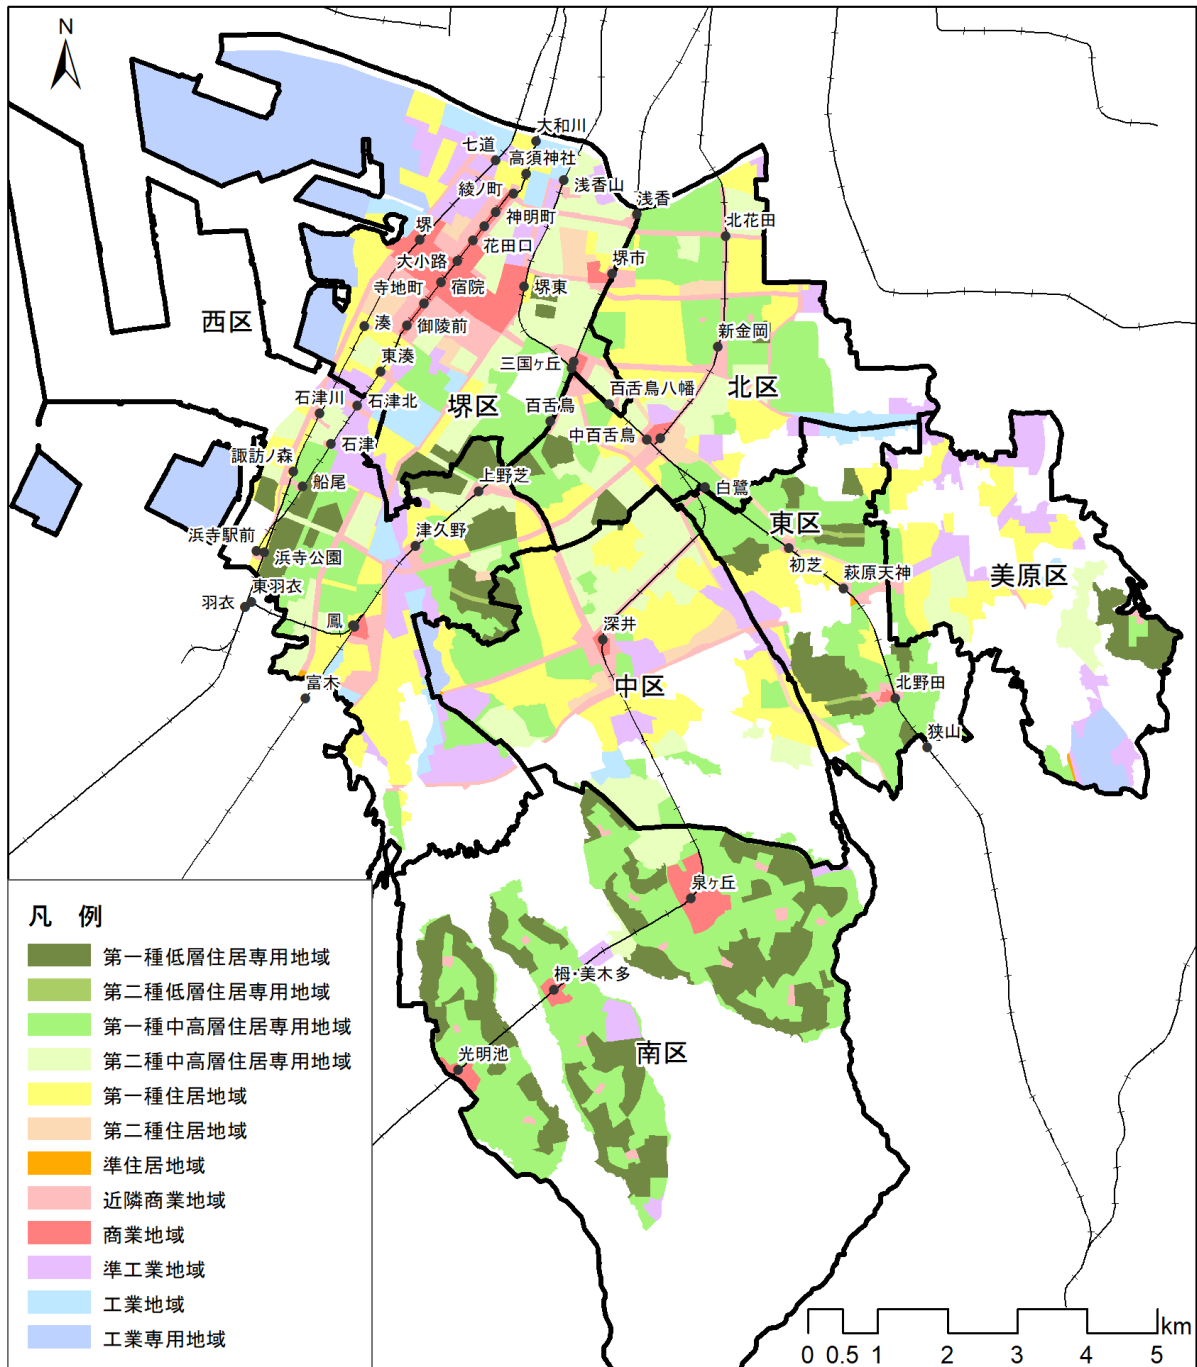 N
大和川
七道
高須神社
浅香山
綾ノ町
浅香
神明町
北花田
堺
花田口
大小路
堺市
宿院
堺東
寺地町
西区
湊
御陵前
新金岡
東湊
三国ヶ丘
百舌鳥八幡
北区
石津川
石津北
堺区
百舌鳥
中百舌鳥
石津
諏訪ノ森
船尾
上野芝
白鷺
東区
浜寺駅前
浜寺公園
津久野
初芝
萩原天神
美原区
東羽衣
羽衣
鳳
深井
富木
中区
北野田
狭山
泉ヶ丘
栂・美木多
光明池
南区
凡 例
第一種低層住居専用地域
第二種低層住居専用地域
第一種中高層住居専用地域
第二種中高層住居専用地域
第一種住居地域
第二種住居地域
準住居地域
近隣商業地域
商業地域
準工業地域
工業地域
工業専用地域
km
0 0.5 1 2 3 4 5